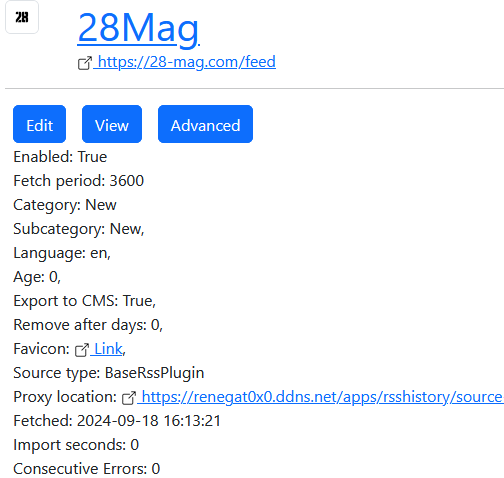 28
28Mag
https://28-mag.com/feed
Edit View Advanced
Enabled: True
Fetch period: 3600
Category: New
Subcategory: New,
Language: en,
Age: 0,
Export to CMS: True,
Remove after days: 0,
Favicon: Link,
Source type: BaseRssPlugin
Proxy location: https://renegat0x0.ddns.net/apps/rsshistory/source
Fetched: 2024-09-18 16:13:21
Import seconds: 0
Consecutive Errors: 0